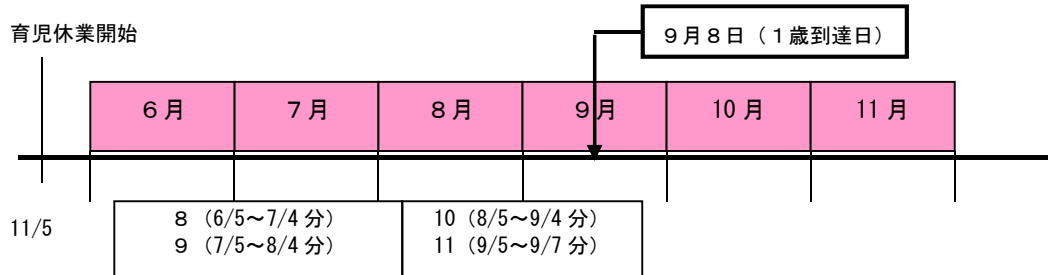 育児休業開始
９月８日（１歳到達日）
６月
７月
８月
９月
10月
11月
11/5
８（6/5～7/4 分）
９（7/5～8/4 分）
10（8/5～9/4 分）
11（9/5～9/7 分）